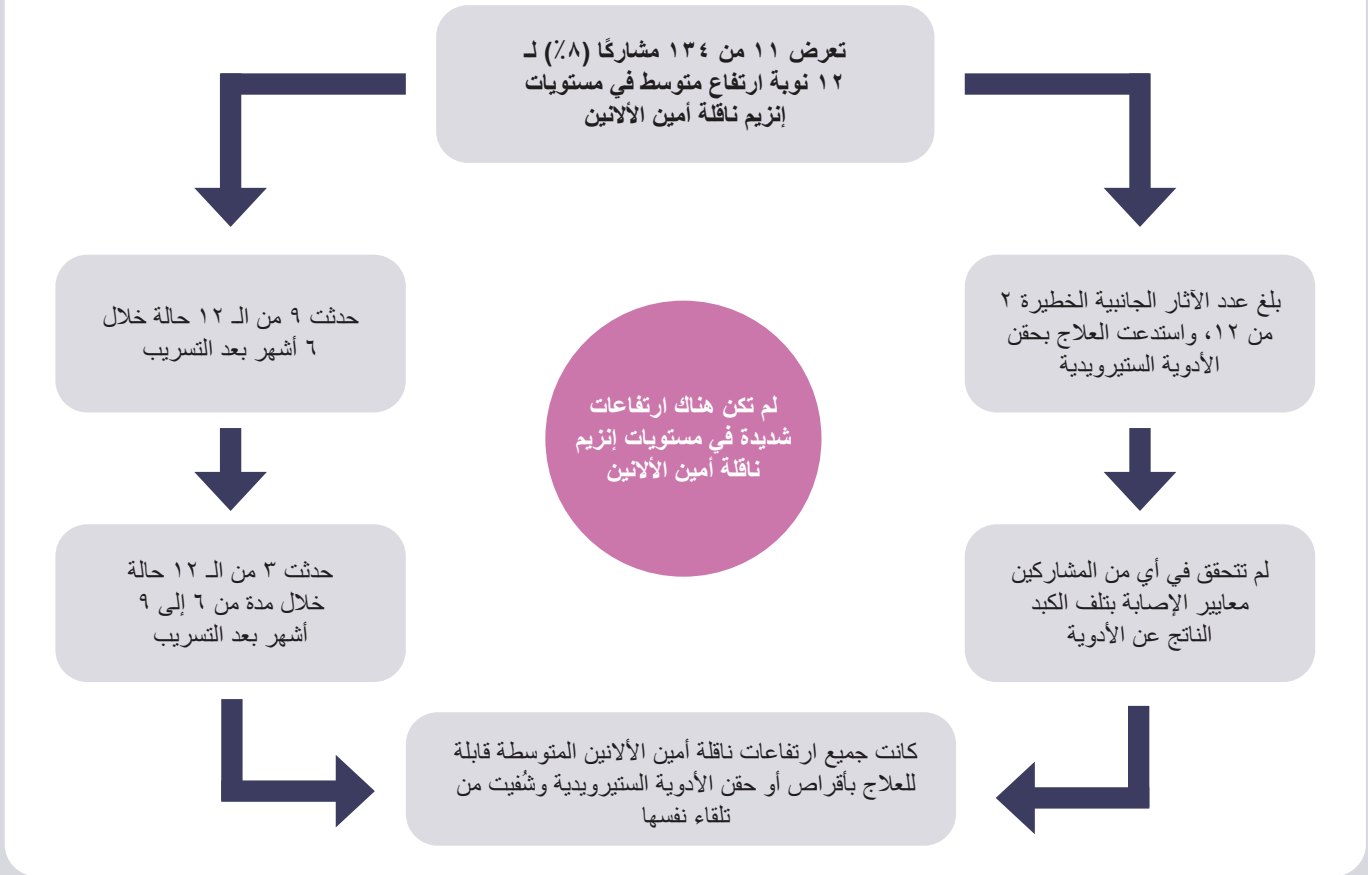 تعرض ١١ من ١٣٤ مشاركًا (٨٪) لـ
١٢ نوبة ارتفاع متوسط في مستويات
إنزيم ناقلة أمين الألانين
بلغ عدد الآثار الجانبية الخطيرة ٢
من ١٢، واستدعت العلاج بحقن
الأدوية الستيرويدية
حدثت ٩ من الـ ١٢ حالة خلال
٦ أشهر بعد التسريب
لم تكن هناك ارتفاعات
شديدة في مستويات إنزيم
ناقلة أمين الألانين
لم تتحقق في أي من المشاركين
معايير الإصابة بتلف الكبد
الناتج عن الأدوية
حدثت ٣ من الـ ١٢ حالة
خلال مدة من ٦ إلى ٩
أشهر بعد التسريب
كانت جميع ارتفاعات ناقلة أمين الألانين المتوسطة قابلة
للعلاج بأقراص أو حقن الأدوية الستيرويدية وشُفيت من
تلقاء نفسها